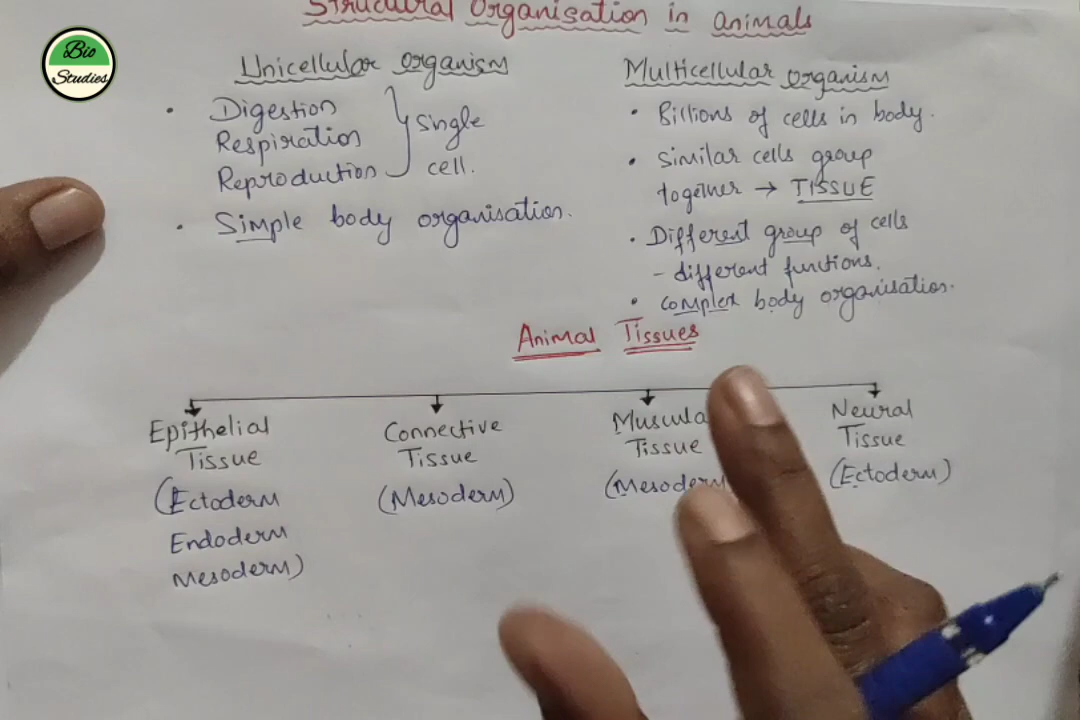 Structural Organisation in animals
Bio
Studies
Unicellular organism
• Digestion
Respiration
Reproduction
single
cell.
• Simple body organisation.
Multicellular organism
• Billions of cells in body.
• Similar cells group
together → TISSUE
• Different group of cells
- different functions.
• complex body organisation.
Animal Tissues
Epithelial
Tissue
(Ectoderm
Endoderm
Mesoderm)
Connective
Tissue
(Mesoderm)
Muscula
Tissue
(Mesoderm
Neural
Tissue
(Ectoderm)